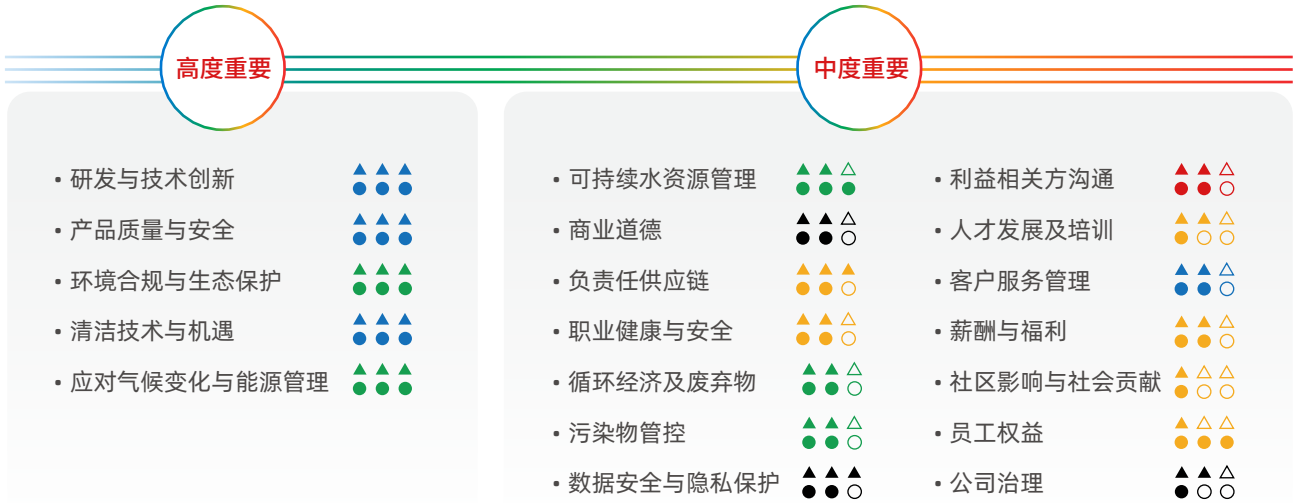 高度重要
• 研发与技术创新
• 产品质量与安全
• 环境合规与生态保护
• 清洁技术与机遇
• 应对气候变化与能源管理
中度重要
• 可持续水资源管理
• 商业道德
• 负责任供应链
• 职业健康与安全
• 循环经济及废弃物
• 污染物管控
• 数据安全与隐私保护
• 利益相关方沟通
• 人才发展及培训
• 客户服务管理
• 薪酬与福利
• 社区影响与社会贡献
• 员工权益
• 公司治理